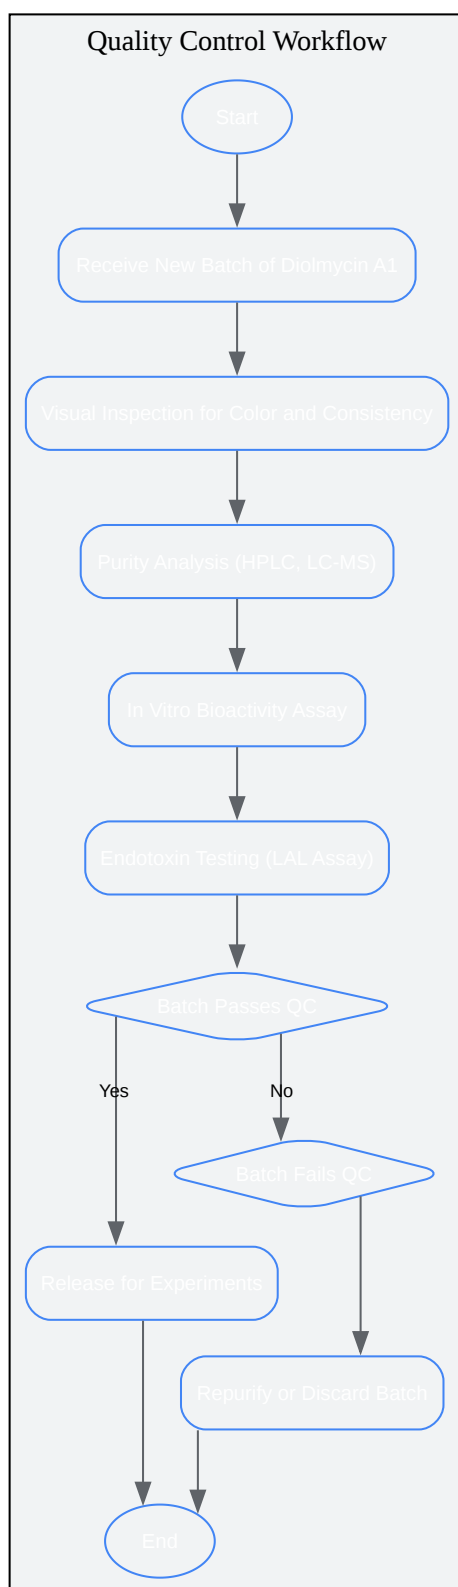 Quality Control Workflow
Start
Receive New Batch of Diolmycin A1
Visual Inspection for Color and Consistency
Purity Analysis (HPLC, LC-MS)
In Vitro Bioactivity Assay
Endotoxin Testing (LAL Assay)
Batch Passes QC
Yes
No
Batch Fails QC
Release for Experiments
Repurify or Discard Batch
End